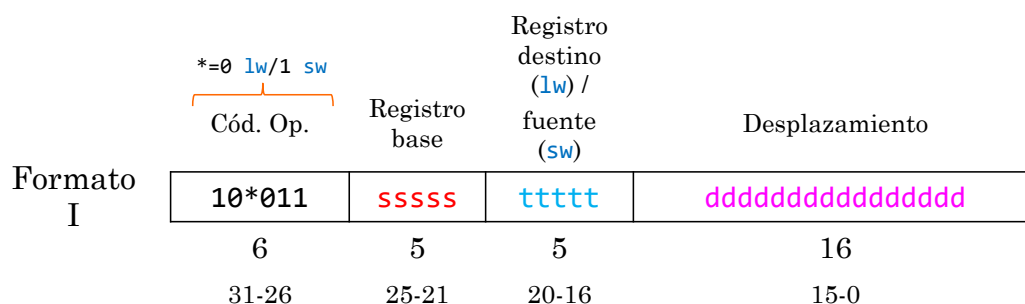 Registro
destino
(lw) /
fuente
(sw)
*=0 lw/1 sw
Cód. Op.
Registro
base
Desplazamiento
Formato
I
10*011 sssss ttttt dddddddddddddddd
6 5 5 16
31-26 25-21 20-16 15-0